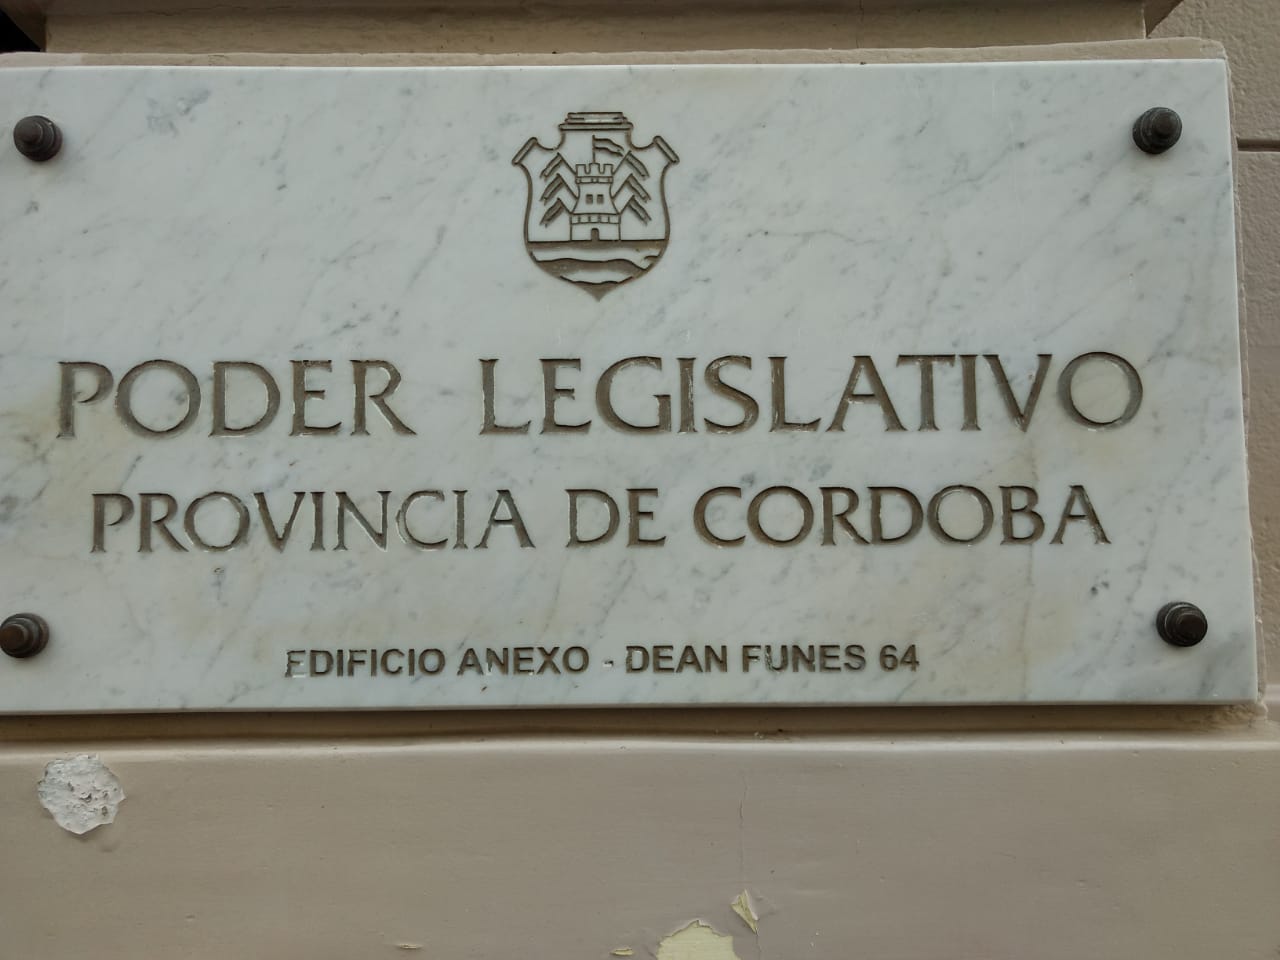 PODER LEGISLATIVO
PROVINCIA DE CORDOBA
EDIFICIO ANEXO - DEAN FUNES 64